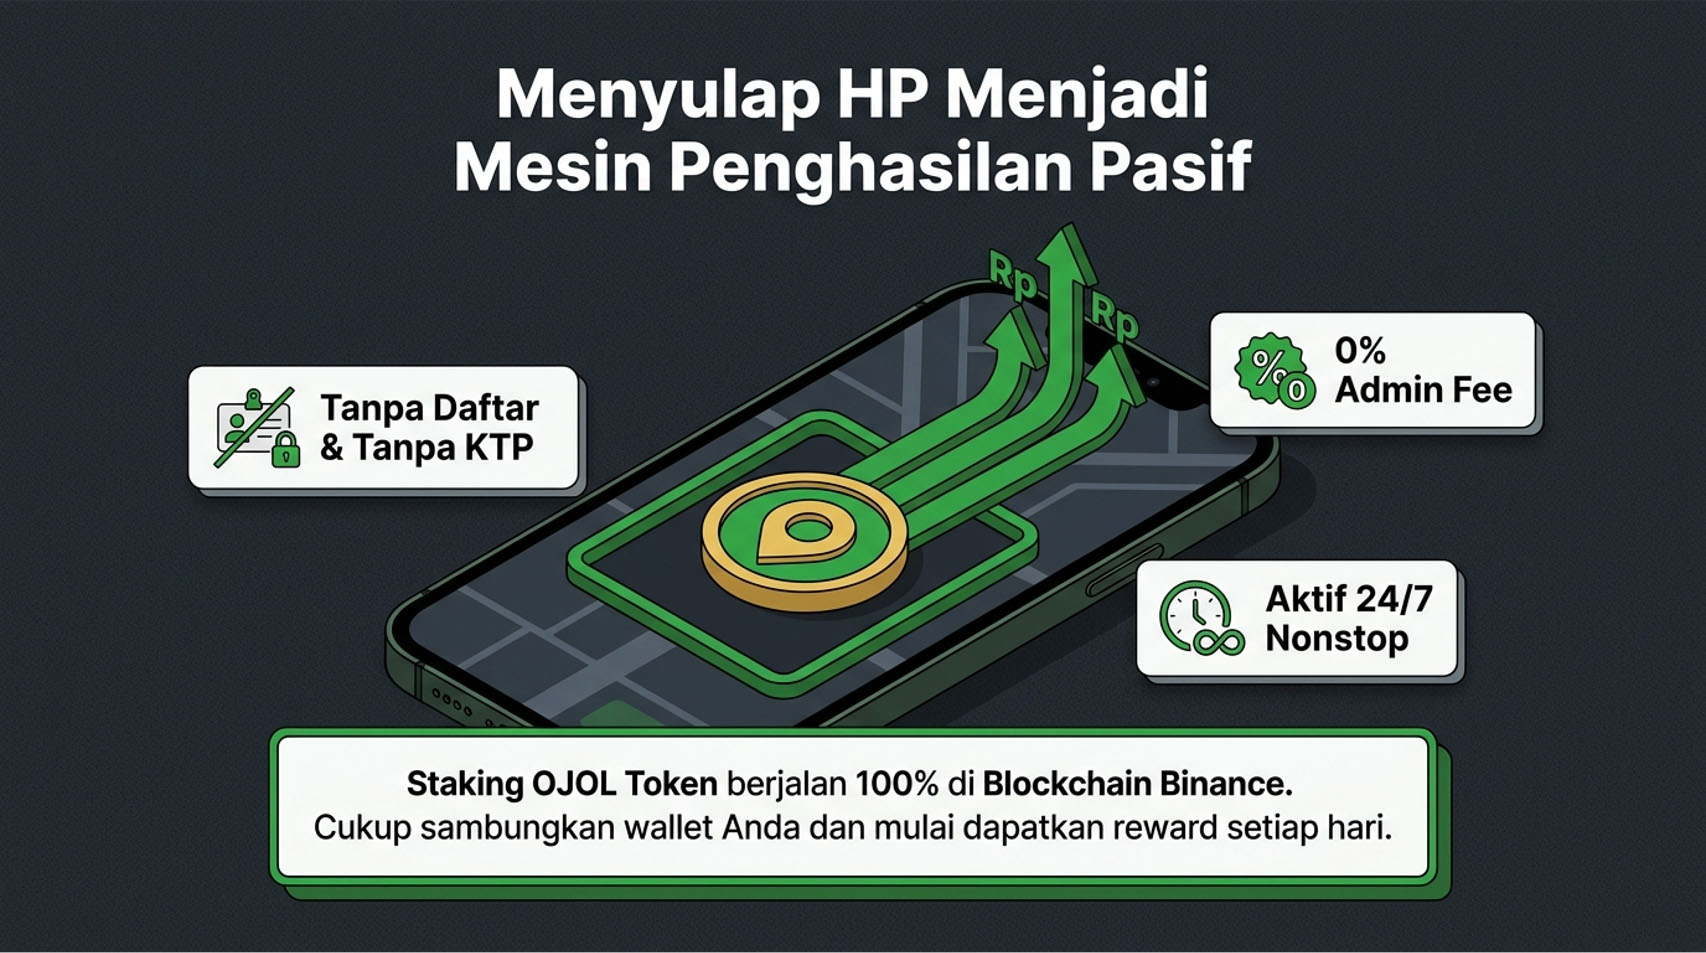 Menyulap HP Menjadi
Mesin Penghasilan Pasif
Rp
Rp
Tanpa Daftar
& Tanpa KTP
%
0
0%
Admin Fee
Aktif 24/7
Nonstop
Staking OJOL Token berjalan 100% di Blockchain Binance.
Cukup sambungkan wallet Anda dan mulai dapatkan reward setiap hari.